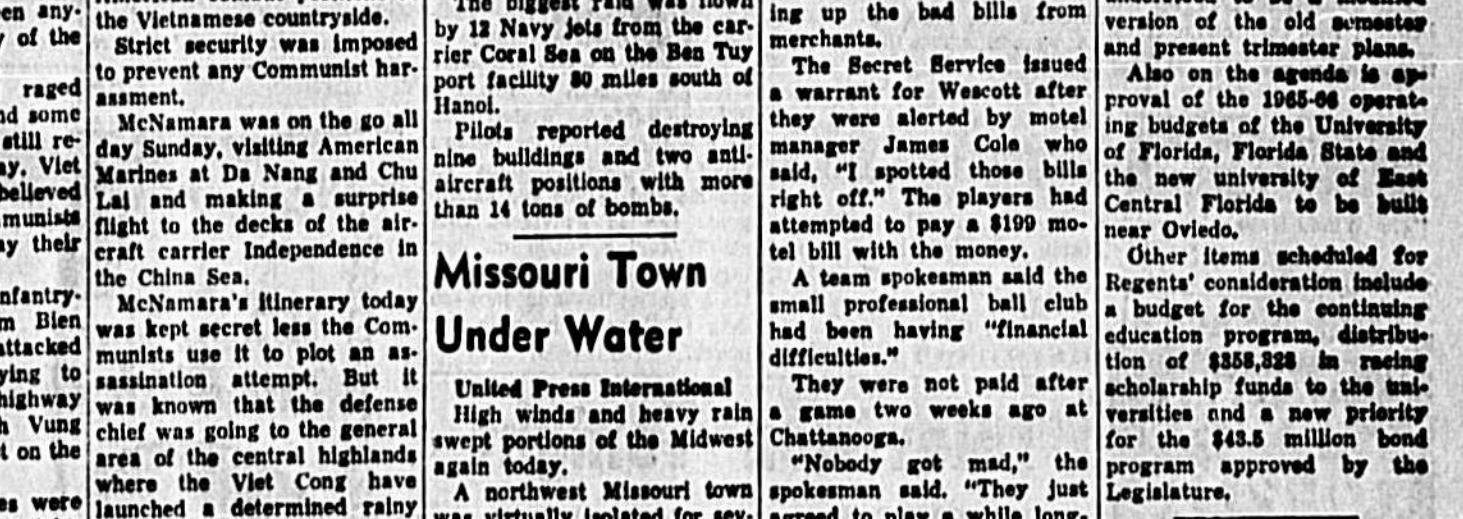 en any-
of the
raged
nd some
still re-
ay. Viet
believed
munists
ay their
nfantry-
m Bien
attacked
ying to
highway
h Vung
t on the
es were
the Vietnamese countryside.
Strict security was imposed
to prevent any Communist har-
assment.
McNamara was on the go all
day Sunday, visiting American
Marines at Da Nang and Chu
Lai and making a surprise
flight to the decks of the air-
craft carrier Independence in
the China Sea.
McNamara's itinerary today
was kept secret less the Com-
munists use it to plot an as-
sassination attempt. But it
was known that the defense
chief was going to the general
area of the central highlands
where the Viet Cong have
launched a determined rainy
The biggest raid was flown
by 12 Navy jets from the car-
rier Coral Sea on the Ben Tuy
port facility 80 miles south of
Hanoi.
Pilots reported destroying
nine buildings and two anti-
aircraft positions with more
than 14 tons of bombs.
Missouri Town
Under Water
United Press International
High winds and heavy rain
swept portions of the Midwest
again today.
A northwest Missouri town
was virtually isolated for sev-
ing up the bad bills from
merchants.
The Secret Service issued
a warrant for Wescott after
they were alerted by motel
manager James Cole who
said, "I spotted those bills
right off." The players had
attempted to pay a $199 mo-
tel bill with the money.
A team spokesman said the
small professional ball club
had been having "financial
difficulties."
They were not paid after
a game two weeks ago at
Chattanooga.
"Nobody got mad," the
spokesman said. "They just
agreed to play a while long-
version of the old semester
and present trimester plans.
Also on the agenda is ap-
proval of the 1965-66 operat-
ing budgets of the University
of Florida, Florida State and
the new university of East
Central Florida to be built
near Oviedo.
Other items scheduled for
Regents' consideration include
a budget for the continuing
education program, distribu-
tion of $358,328 in racing
scholarship funds to the uni-
versities and a new priority
for the $43.5 million bond
program approved by the
Legislature.